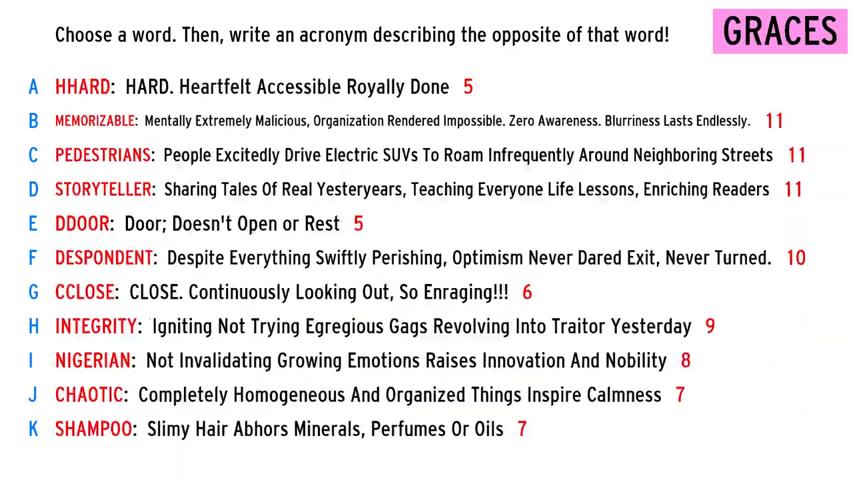 Choose a word. Then, write an acronym describing the opposite of that word!
GRACES
A HHARD: HARD. Heartfelt Accessible Royally Done 5
B MEMORIZABLE: Mentally Extremely Malicious, Organization Rendered Impossible. Zero Awareness. Blurriness Lasts Endlessly. 11
C PEDESTRIANS: People Excitedly Drive Electric SUVs To Roam Infrequently Around Neighboring Streets 11
D STORYTELLER: Sharing Tales Of Real Yesteryears, Teaching Everyone Life Lessons, Enriching Readers 11
E DDOOR: Door; Doesn't Open or Rest 5
F DESPONDENT: Despite Everything Swiftly Perishing, Optimism Never Dared Exit, Never Turned. 10
G CCLOSE: CLOSE. Continuously Looking Out, So Enraging!!! 6
H INTEGRITY: Igniting Not Trying Egregious Gags Revolving Into Traitor Yesterday 9
I NIGERIAN: Not Invalidating Growing Emotions Raises Innovation And Nobility 8
J CHAOTIC: Completely Homogeneous And Organized Things Inspire Calmness 7
K SHAMPOO: Slimy Hair Abhors Minerals, Perfumes Or Oils 7